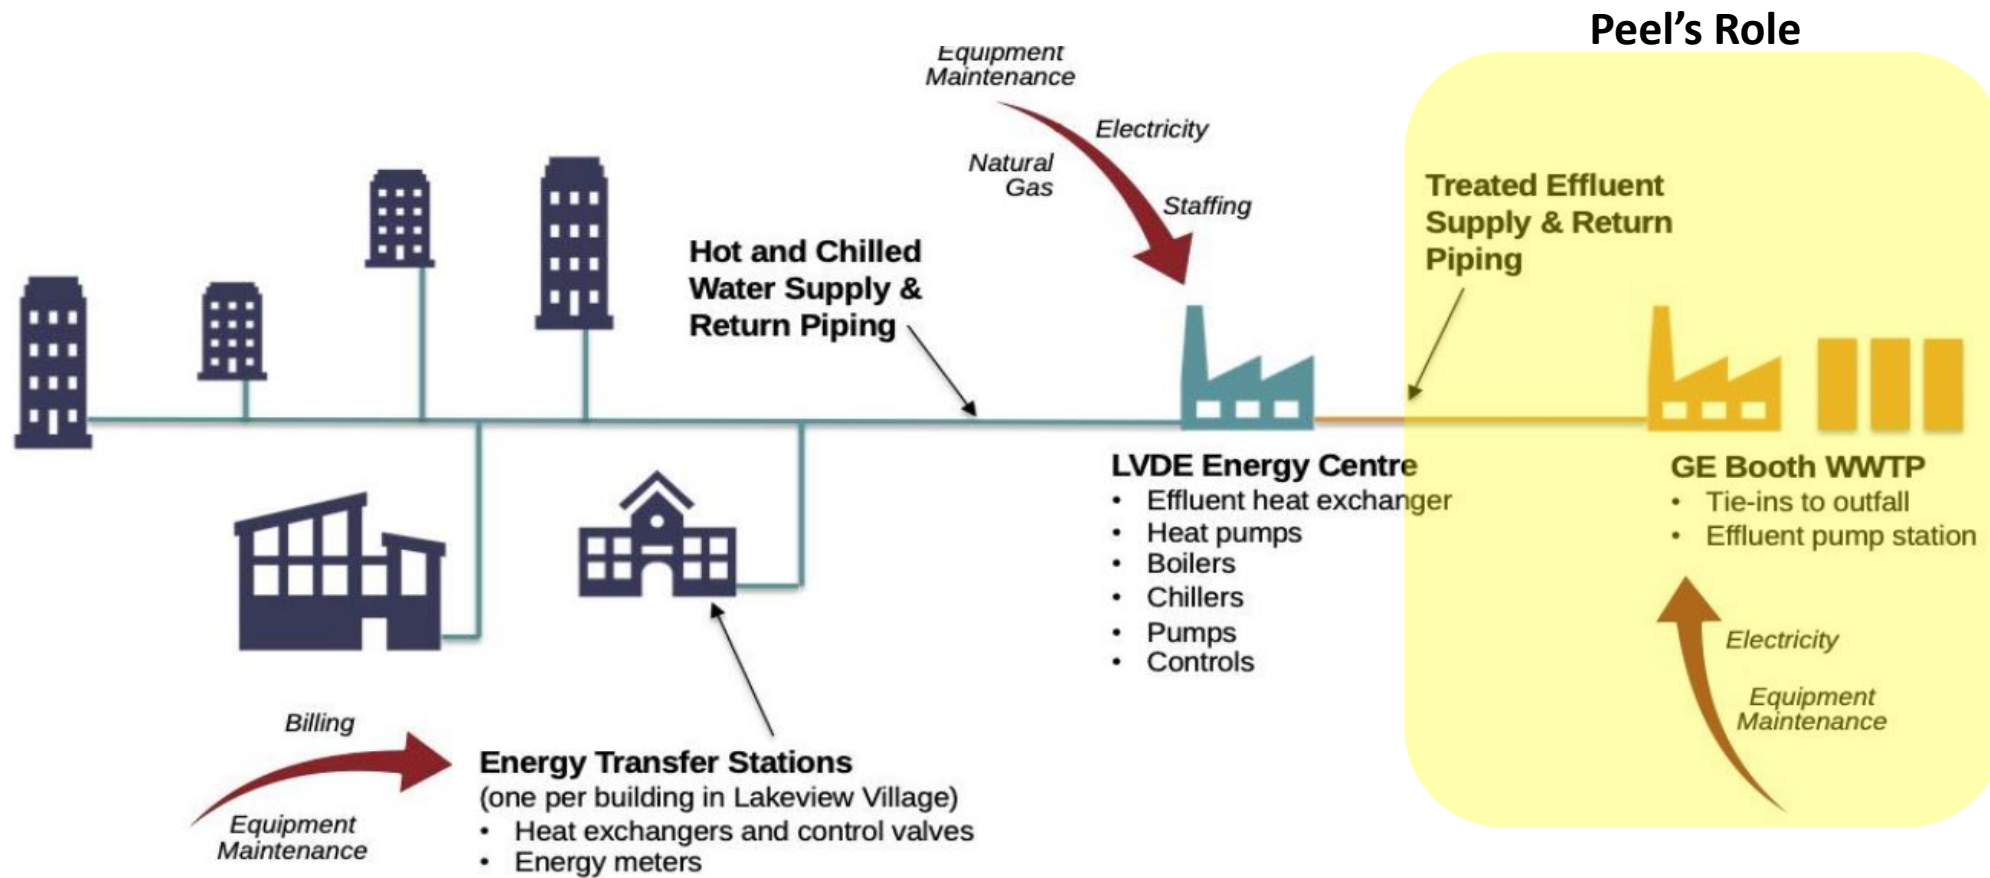 Peel's Role
Equipment
Maintenance
Electricity
Natural
Gas
Staffing
Treated Effluent
Supply & Return
Piping
Hot and Chilled
Water Supply &
Return Piping
LVDE Energy Centre
• Effluent heat exchanger
• Heat pumps
• Boilers
• Chillers
• Pumps
• Controls
GE Booth WWTP
• Tie-ins to outfall
• Effluent pump station
Electricity
Equipment
Maintenance
Billing
Equipment
Maintenance
Energy Transfer Stations
(one per building in Lakeview Village)
• Heat exchangers and control valves
• Energy meters